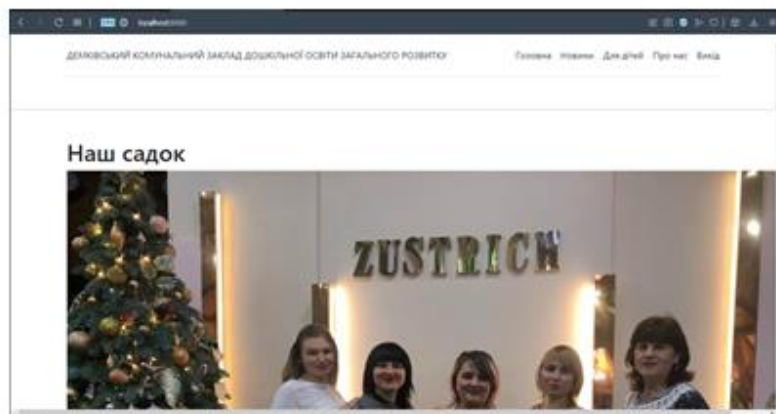 ДЕМКІВСЬКИЙ КОМУНАЛЬНИЙ ЗАКЛАД ДОШКІЛЬНОЇ ОСВІТИ ЗАГАЛЬНОГО РОЗВИТКУ
Головна Новини Для дітей Про нас Вихід
Наш садок
ZUSTRICH